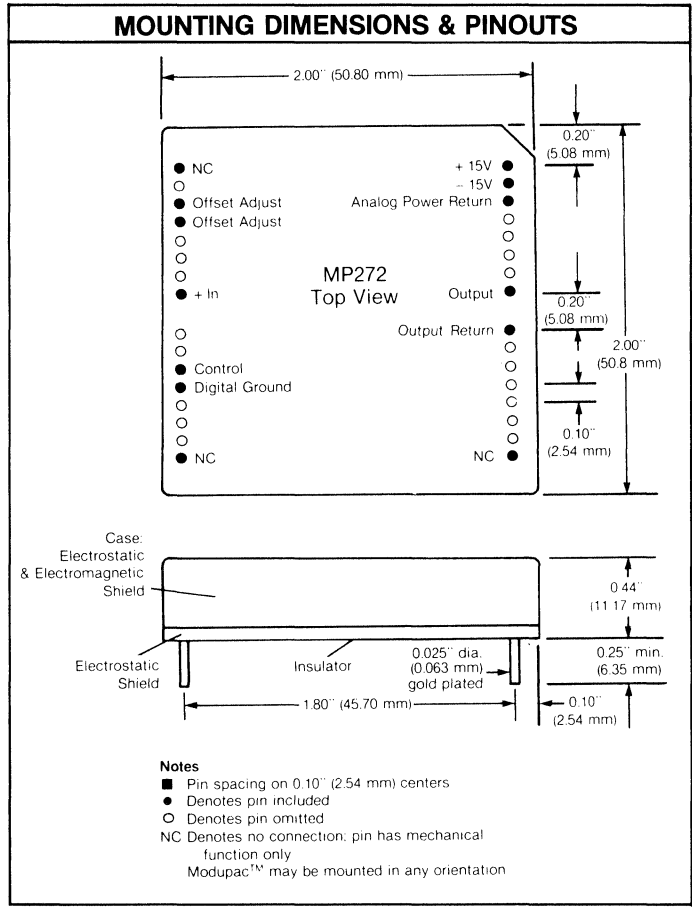 MOUNTING DIMENSIONS & PINOUTS
2.00" (50.80 mm)
0.20"
(5.08 mm)
NC
Offset Adjust
Offset Adjust
+ In
Control
Digital Ground
NC
MP272
Top View
+ 15V
− 15V
Analog Power Return
Output
Output Return
NC
0.20"
(5.08 mm)
2.00"
(50.8 mm)
0.10"
(2.54 mm)
Case:
Electrostatic
& Electromagnetic
Shield
0.44"
(11.17 mm)
Electrostatic
Shield
Insulator
0.025" dia.
(0.063 mm)
gold plated
0.25" min.
(6.35 mm)
1.80" (45.70 mm)
0.10"
(2.54 mm)
Notes
■ Pin spacing on 0.10" (2.54 mm) centers
● Denotes pin included
○ Denotes pin omitted
NC Denotes no connection; pin has mechanical
function only
Modupac™ may be mounted in any orientation